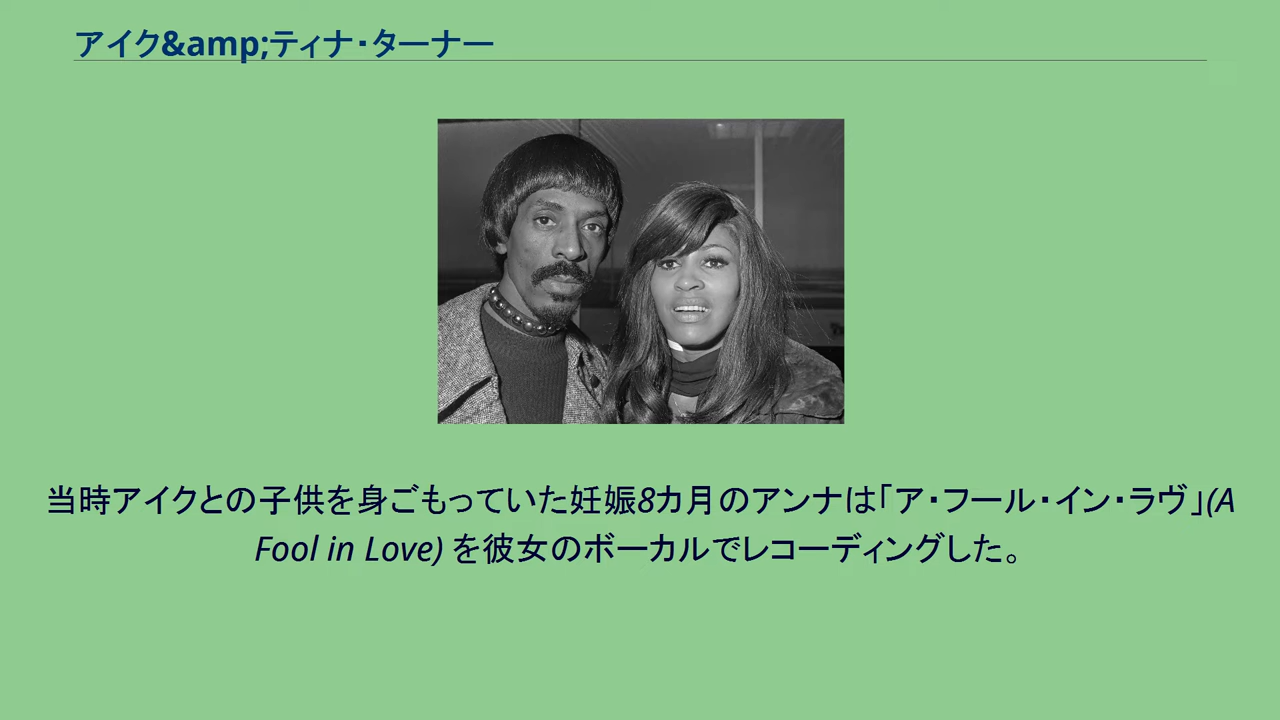 アイク&amp;ティナ・ターナー
当時アイクとの子供を身ごもっていた妊娠8カ月のアンナは「ア・フール・イン・ラヴ」(A
Fool in Love) を彼女のボーカルでレコーディングした。